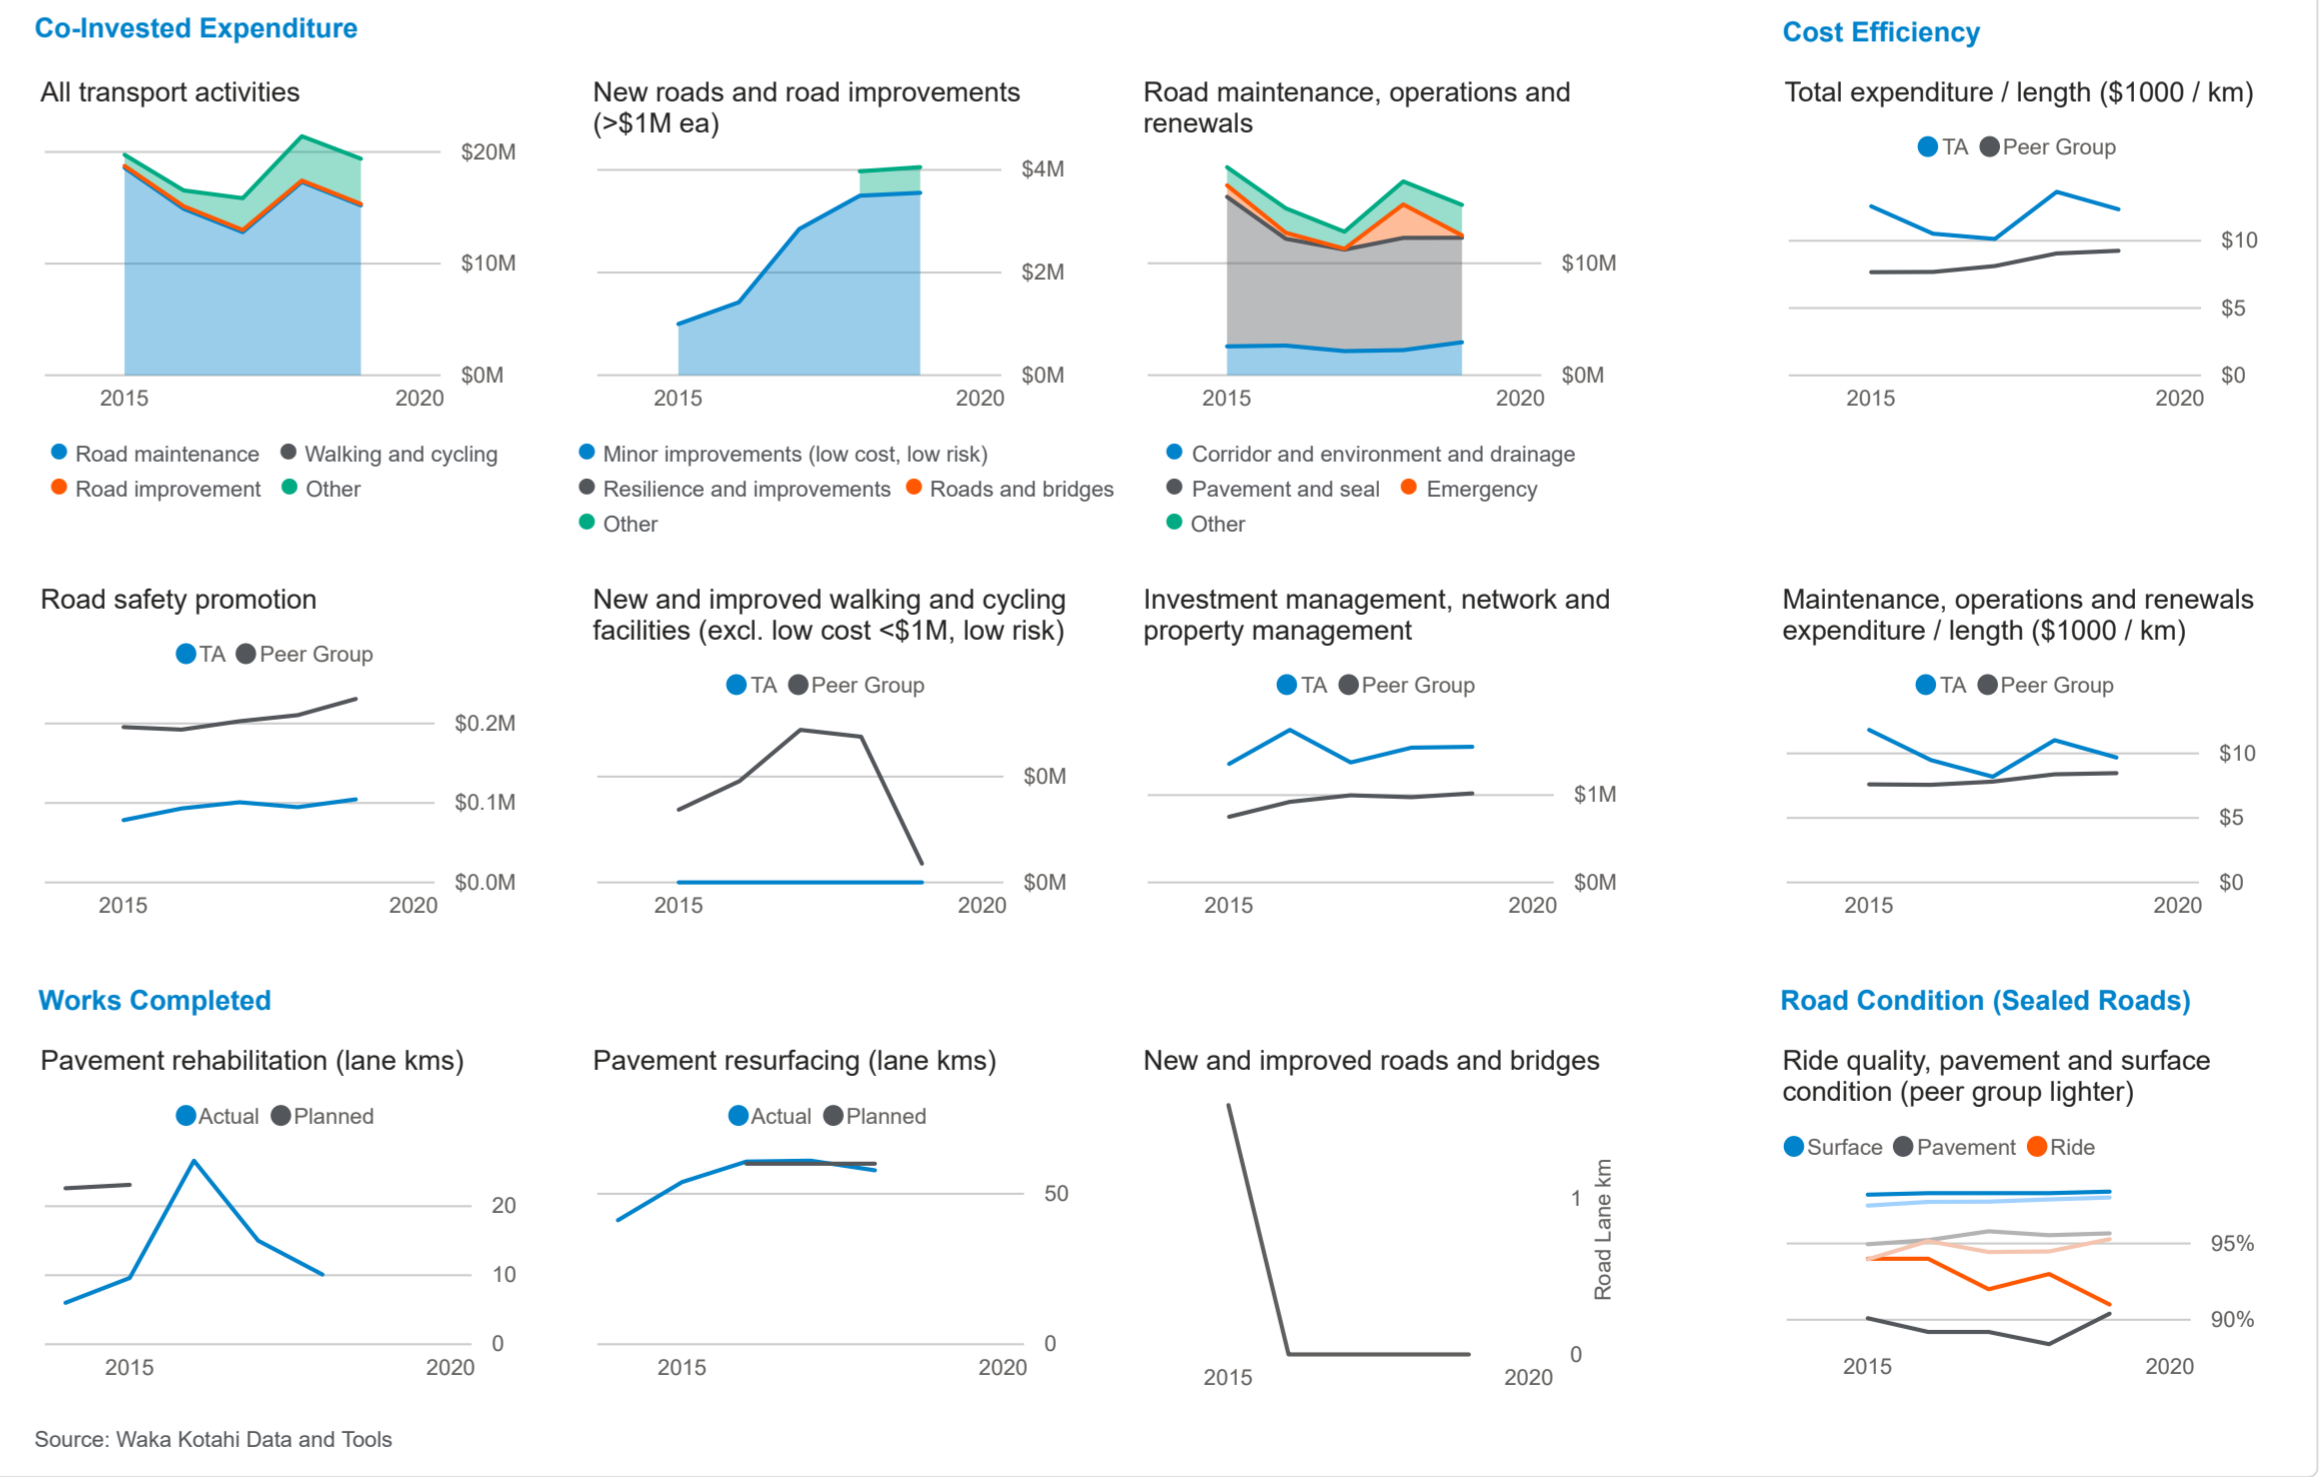 Co-Invested Expenditure
Cost Efficiency
All transport activities
$20M
$10M
$0M
2015 2020
Road maintenance Walking and cycling
Road improvement Other
New roads and road improvements
(>$1M ea)
$4M
$2M
$0M
2015 2020
Minor improvements (low cost, low risk)
Resilience and improvements Roads and bridges
Other
Road maintenance, operations and
renewals
$10M
$0M
2015 2020
Corridor and environment and drainage
Pavement and seal Emergency
Other
Total expenditure / length ($1000 / km)
TA Peer Group
$10
$5
$0
2015 2020
Road safety promotion
TA Peer Group
$0.2M
$0.1M
$0.0M
2015 2020
New and improved walking and cycling
facilities (excl. low cost <$1M, low risk)
TA Peer Group
$0M
$0M
2015 2020
Investment management, network and
property management
TA Peer Group
$1M
$0M
2015 2020
Maintenance, operations and renewals
expenditure / length ($1000 / km)
TA Peer Group
$10
$5
$0
2015 2020
Works Completed
Road Condition (Sealed Roads)
Pavement rehabilitation (lane kms)
Actual Planned
20
10
0
2015 2020
Pavement resurfacing (lane kms)
Actual Planned
50
0
2015 2020
New and improved roads and bridges
1
Road Lane km
0
2015 2020
Ride quality, pavement and surface
condition (peer group lighter)
Surface Pavement Ride
95%
90%
2015 2020
Source: Waka Kotahi Data and Tools